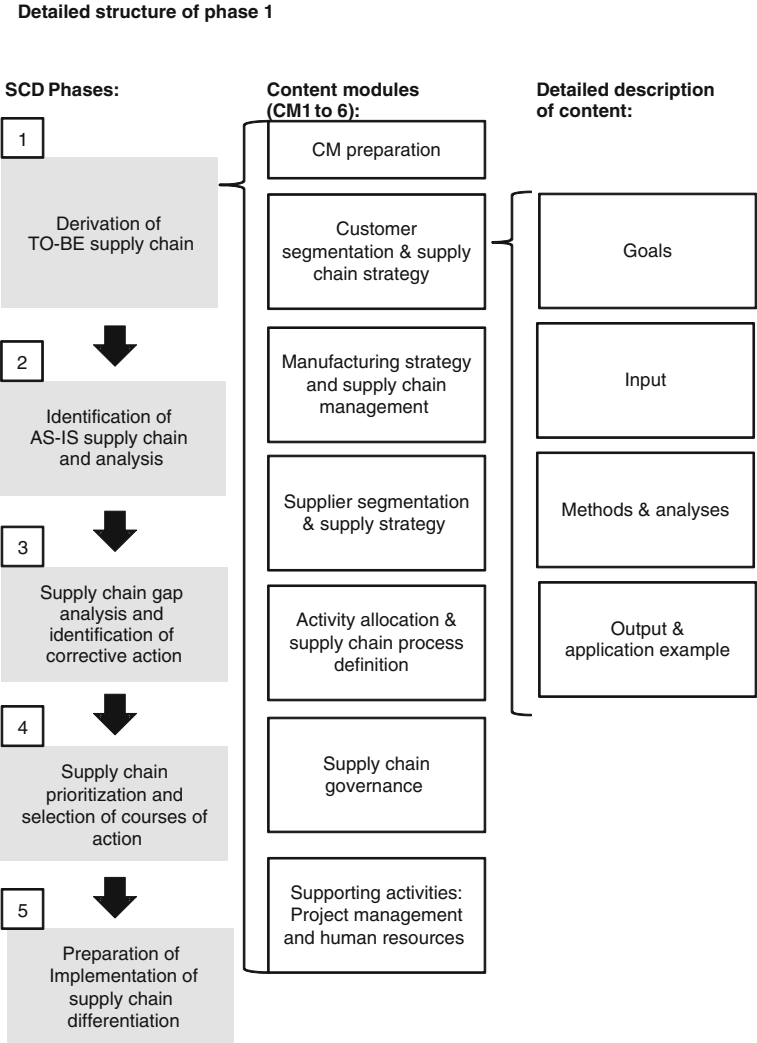 Detailed structure of phase 1
SCD Phases:
1
Derivation of
TO-BE supply chain
2
Identification of
AS-IS supply chain
and analysis
3
Supply chain gap
analysis and
identification of
corrective action
4
Supply chain
prioritization and
selection of courses of
action
5
Preparation of
Implementation of
supply chain
differentiation
Content modules
(CM1 to 6):
CM preparation
Customer
segmentation & supply
chain strategy
Manufacturing strategy
and supply chain
management
Supplier segmentation
& supply strategy
Activity allocation &
supply chain process
definition
Supply chain
governance
Supporting activities:
Project management
and human resources
Detailed description
of content:
Goals
Input
Methods & analyses
Output &
application example